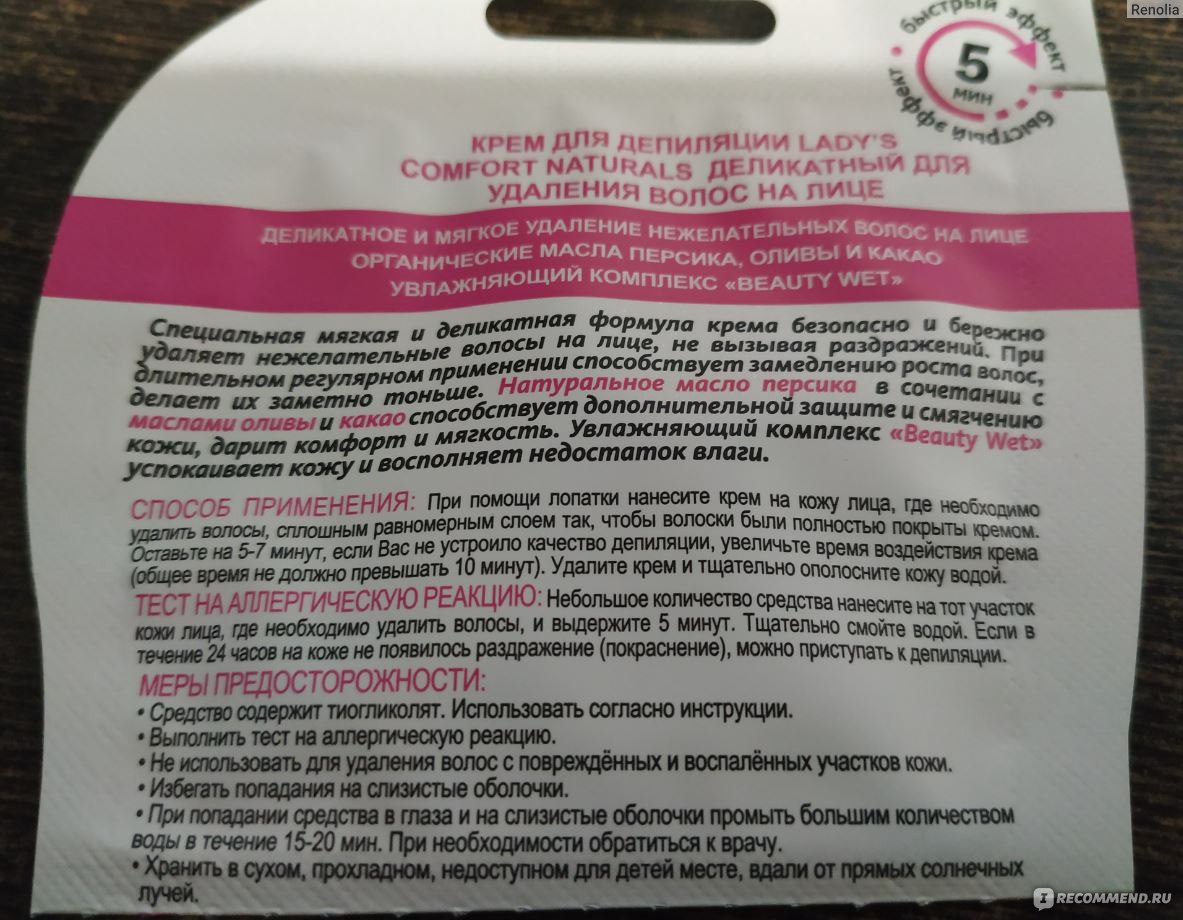 Renolia
быстрый эффект
5
мин
быстрый эффект
КРЕМ ДЛЯ ДЕПИЛЯЦИИ LADY'S
COMFORT NATURALS ДЕЛИКАТНЫЙ ДЛЯ
УДАЛЕНИЯ ВОЛОС НА ЛИЦЕ
ДЕЛИКАТНОЕ И МЯГКОЕ УДАЛЕНИЕ НЕЖЕЛАТЕЛЬНЫХ ВОЛОС НА ЛИЦЕ
ОРГАНИЧЕСКИЕ МАСЛА ПЕРСИКА, ОЛИВЫ И КАКАО
УВЛАЖНЯЮЩИЙ КОМПЛЕКС «BEAUTY WET»
Специальная мягкая и деликатная формула крема безопасно и бережно
удаляет нежелательные волосы на лице, не вызывая раздражений. При
длительном регулярном применении способствует замедлению роста волос,
делает их заметно тоньше. Натуральное масло персика в сочетании с
маслами оливы и какао способствует дополнительной защите и смягчению
кожи, дарит комфорт и мягкость. Увлажняющий комплекс «Beauty Wet»
успокаивает кожу и восполняет недостаток влаги.
СПОСОБ ПРИМЕНЕНИЯ: При помощи лопатки нанесите крем на кожу лица, где необходимо
удалить волосы, сплошным равномерным слоем так, чтобы волоски были полностью покрыты кремом.
Оставьте на 5-7 минут, если Вас не устроило качество депиляции, увеличьте время воздействия крема
(общее время не должно превышать 10 минут). Удалите крем и тщательно ополосните кожу водой.
ТЕСТ НА АЛЛЕРГИЧЕСКУЮ РЕАКЦИЮ: Небольшое количество средства нанесите на тот участок
кожи лица, где необходимо удалить волосы, и выдержите 5 минут. Тщательно смойте водой. Если в
течение 24 часов на коже не появилось раздражение (покраснение), можно приступать к депиляции.
МЕРЫ ПРЕДОСТОРОЖНОСТИ:
• Средство содержит тиогликолят. Использовать согласно инструкции.
• Выполнить тест на аллергическую реакцию.
• Не использовать для удаления волос с повреждённых и воспалённых участков кожи.
• Избегать попадания на слизистые оболочки.
• При попадании средства в глаза и на слизистые оболочки промыть большим количеством
воды в течение 15-20 мин. При необходимости обратиться к врачу.
• Хранить в сухом, прохладном, недоступном для детей месте, вдали от прямых солнечных
лучей.
IRECOMMEND.RU